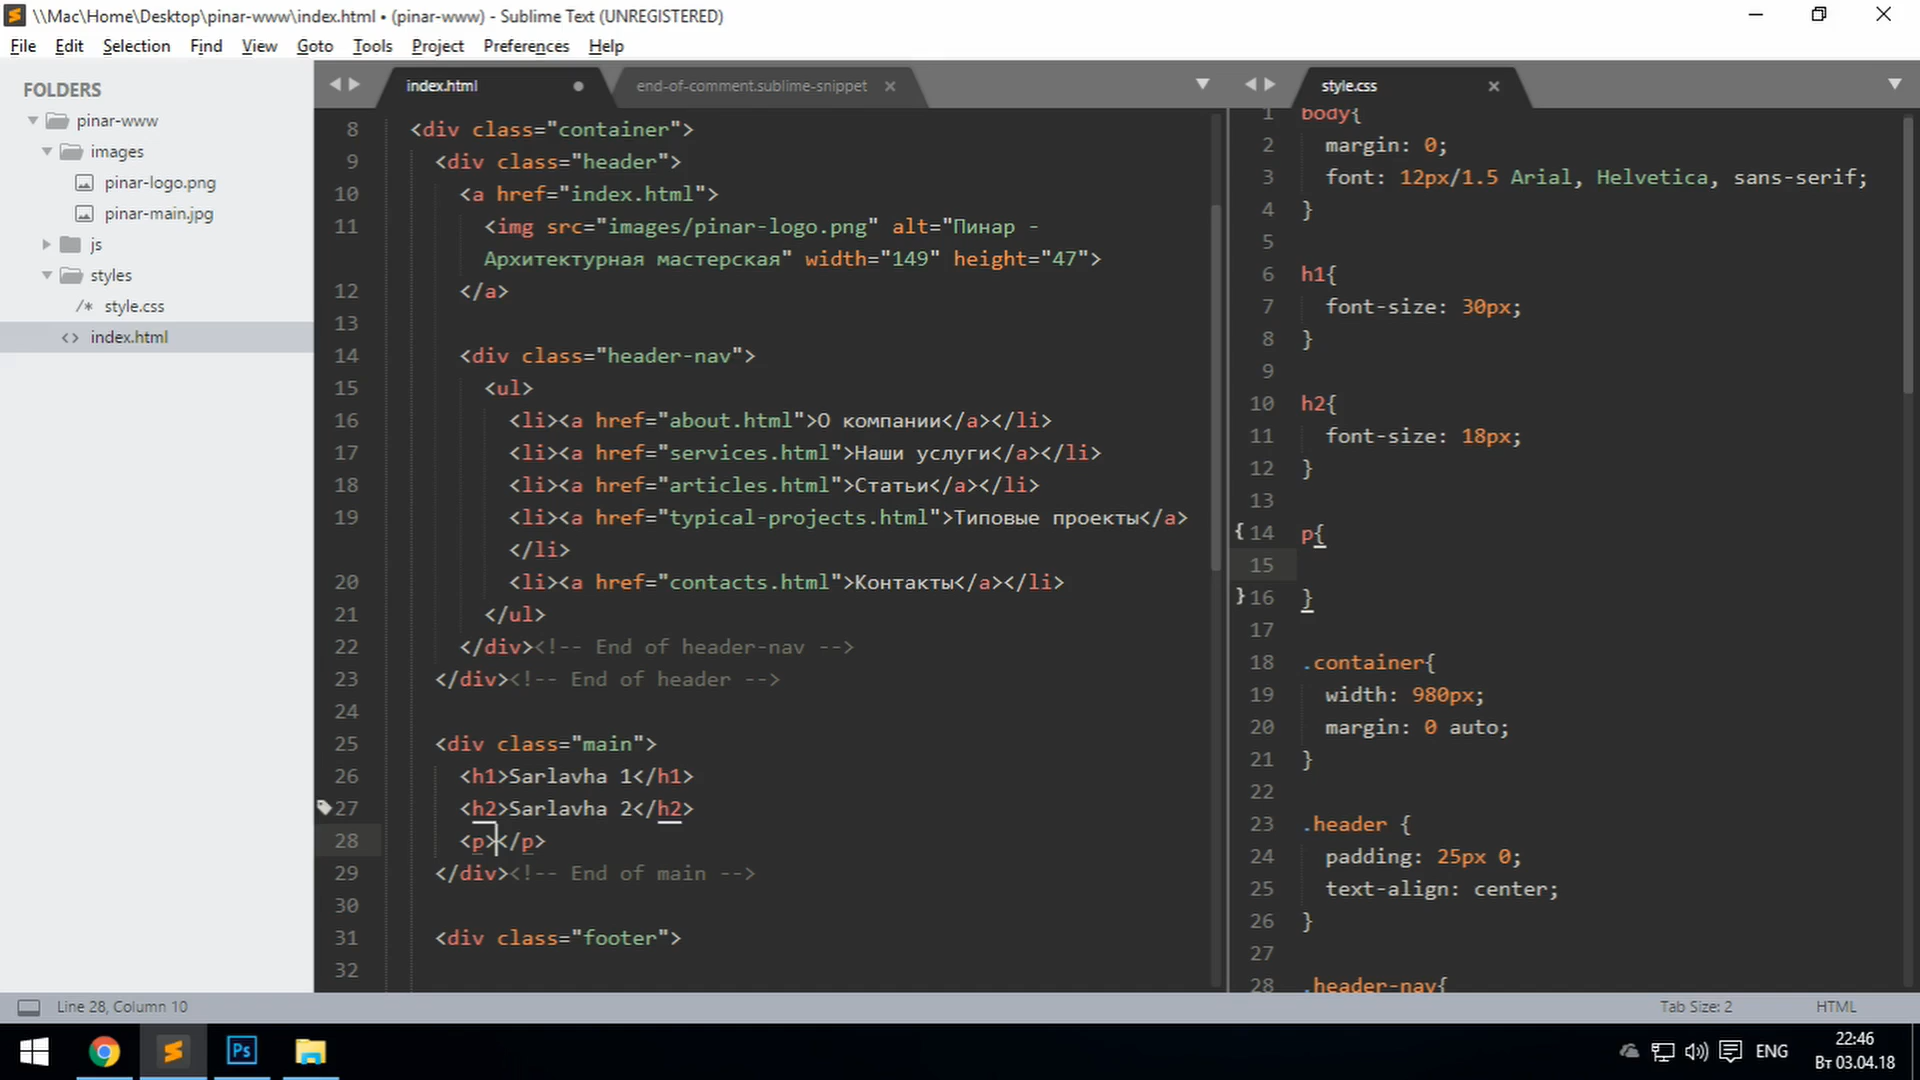 \\Mac\Home\Desktop\pinar-www\index.html • (pinar-www) - Sublime Text (UNREGISTERED)
File Edit Selection Find View Goto Tools Project Preferences Help
FOLDERS
pinar-www
images
pinar-logo.png
pinar-main.jpg
js
styles
/* style.css
<> index.html
index.html
end-of-comment.sublime-snippet
8 <div class="container">
9 <div class="header">
10 <a href="index.html">
11 <img src="images/pinar-logo.png" alt="Пинар -
Архитектурная мастерская" width="149" height="47">
12 </a>
13
14 <div class="header-nav">
15 <ul>
16 <li><a href="about.html">О компании</a></li>
17 <li><a href="services.html">Наши услуги</a></li>
18 <li><a href="articles.html">Статьи</a></li>
19 <li><a href="typical-projects.html">Типовые проекты</a>
</li>
20 <li><a href="contacts.html">Контакты</a></li>
21 </ul>
22 </div><!-- End of header-nav -->
23 </div><!-- End of header -->
24
25 <div class="main">
26 <h1>Sarlavha 1</h1>
27 <h2>Sarlavha 2</h2>
28 <p></p>
29 </div><!-- End of main -->
30
31 <div class="footer">
32
style.css
1 body{
2 margin: 0;
3 font: 12px/1.5 Arial, Helvetica, sans-serif;
4 }
5
6 h1{
7 font-size: 30px;
8 }
9
10 h2{
11 font-size: 18px;
12 }
13
{ 14 p{
15
} 16 }
17
18 .container{
19 width: 980px;
20 margin: 0 auto;
21 }
22
23 .header {
24 padding: 25px 0;
25 text-align: center;
26 }
27
28 .header-nav{
Line 28, Column 10
Tab Size: 2
HTML
Ps
ENG
22:46
Вт 03.04.18